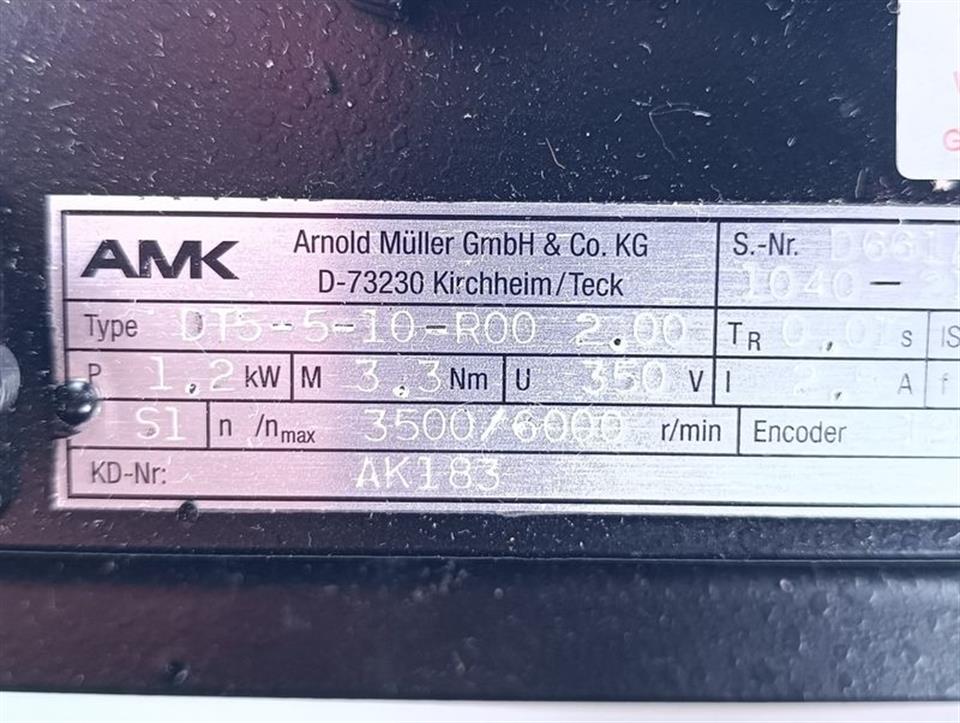 AMK Arnold Müller GmbH & Co. KG
D-73230 Kirchheim/Teck
S.-Nr.
1040-
Type DT5-5-10-R00 2.00 TR 0.01 s
P 1,2 kW M 3.3 Nm U 350 V I A f
S1 n /nmax 3500/6000 r/min Encoder
KD-Nr: AK183